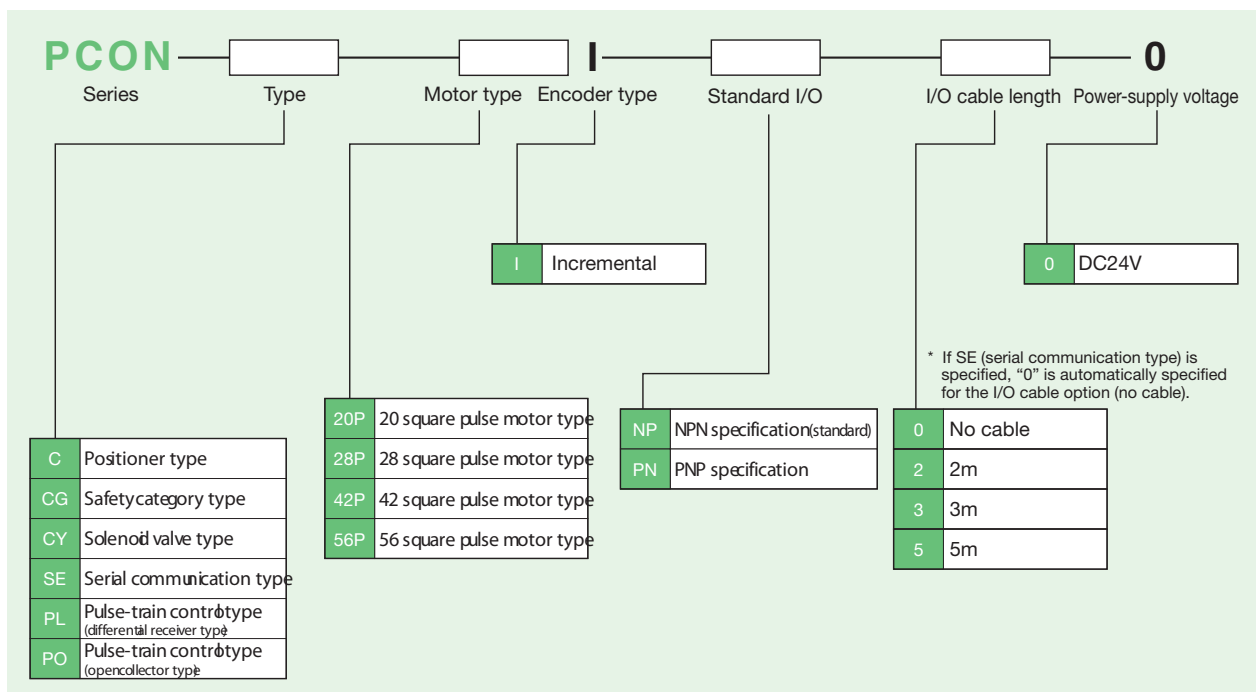 PCON I 0
Series Type Motor type Encoder type Standard I/O I/O cable length Power-supply voltage
I Incremental
0 DC24V
* If SE (serial communication type) is
specified, “0” is automatically specified
for the I/O cable option (no cable).
C Positioner type
CG Safety category type
CY Solenoid valve type
SE Serial communication type
PL Pulse-train control type
(differential receiver type)
PO Pulse-train control type
(open collector type)
20P 20 square pulse motor type
28P 28 square pulse motor type
42P 42 square pulse motor type
56P 56 square pulse motor type
NP NPN specification(standard)
PN PNP specification
0 No cable
2 2m
3 3m
5 5m